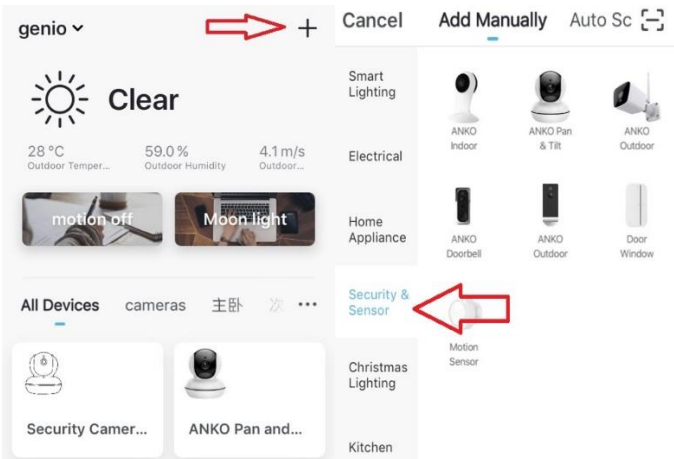 genio
Clear
28 °C 59.0 % 4.1 m/s
Outdoor Temper... Outdoor Humidity Outdoor...
motion off Moon light
All Devices cameras 主卧 次 ...
Security Camer... ANKO Pan and...
Cancel Add Manually Auto Sc
Smart
Lighting
Electrical
Home
Appliance
Security &
Sensor
Christmas
Lighting
Kitchen
ANKO
Indoor
ANKO Pan
& Tilt
ANKO
Outdoor
ANKO
Doorbell
ANKO
Outdoor
Door
Window
Motion
Sensor